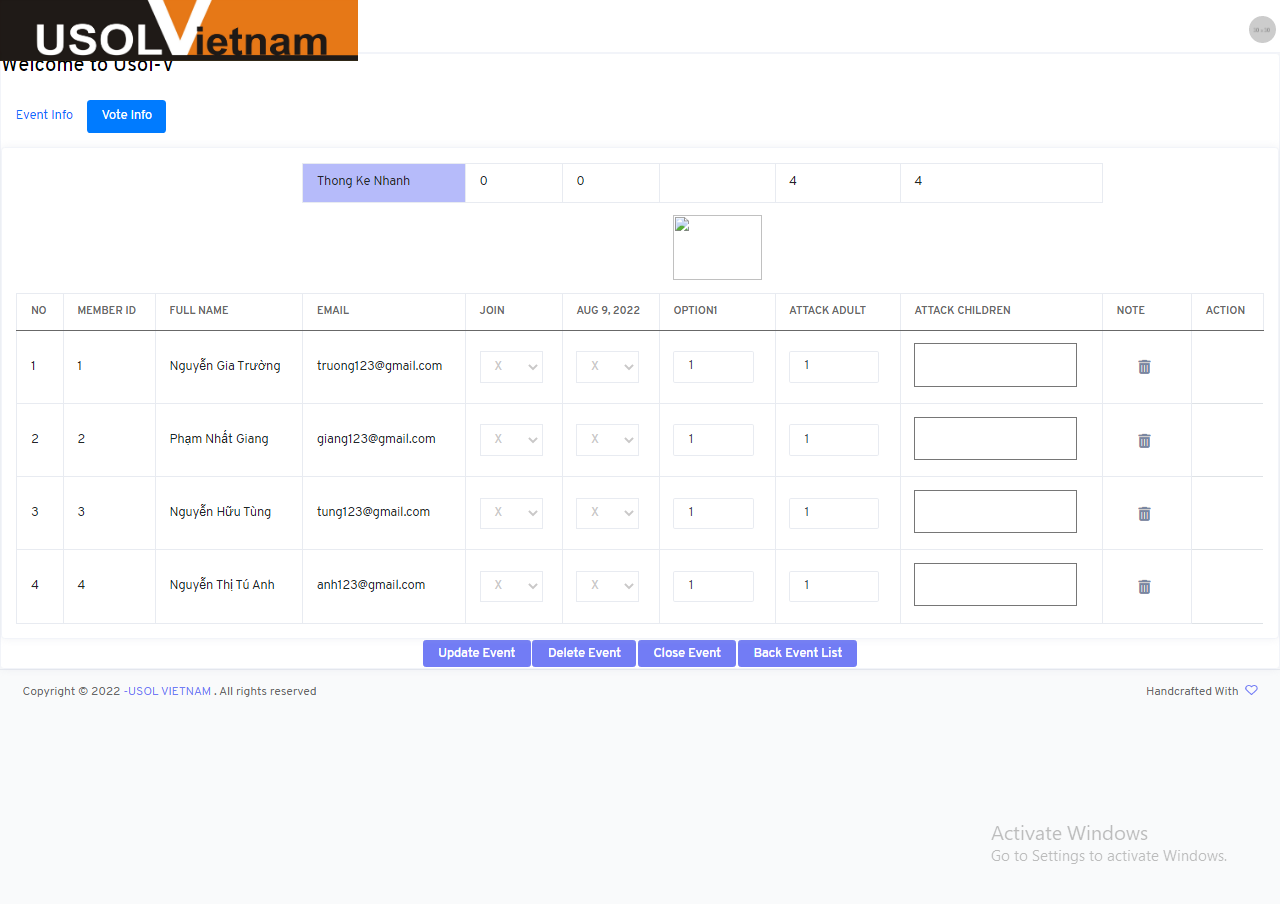 USOLVietnam
Welcome to Usol-V
Event Info Vote Info
Thong Ke Nhanh 0 0 4 4
NO MEMBER ID FULL NAME EMAIL JOIN AUG 9, 2022 OPTION1 ATTACK ADULT ATTACK CHILDREN NOTE ACTION
1 1 Nguyễn Gia Trường truong123@gmail.com X X 1 1
2 2 Phạm Nhất Giang giang123@gmail.com X X 1 1
3 3 Nguyễn Hữu Tùng tung123@gmail.com X X 1 1
4 4 Nguyễn Thị Tú Anh anh123@gmail.com X X 1 1
Update Event Delete Event Close Event Back Event List
Copyright © 2022 -USOL VIETNAM . All rights reserved Handcrafted With
Activate Windows
Go to Settings to activate Windows.